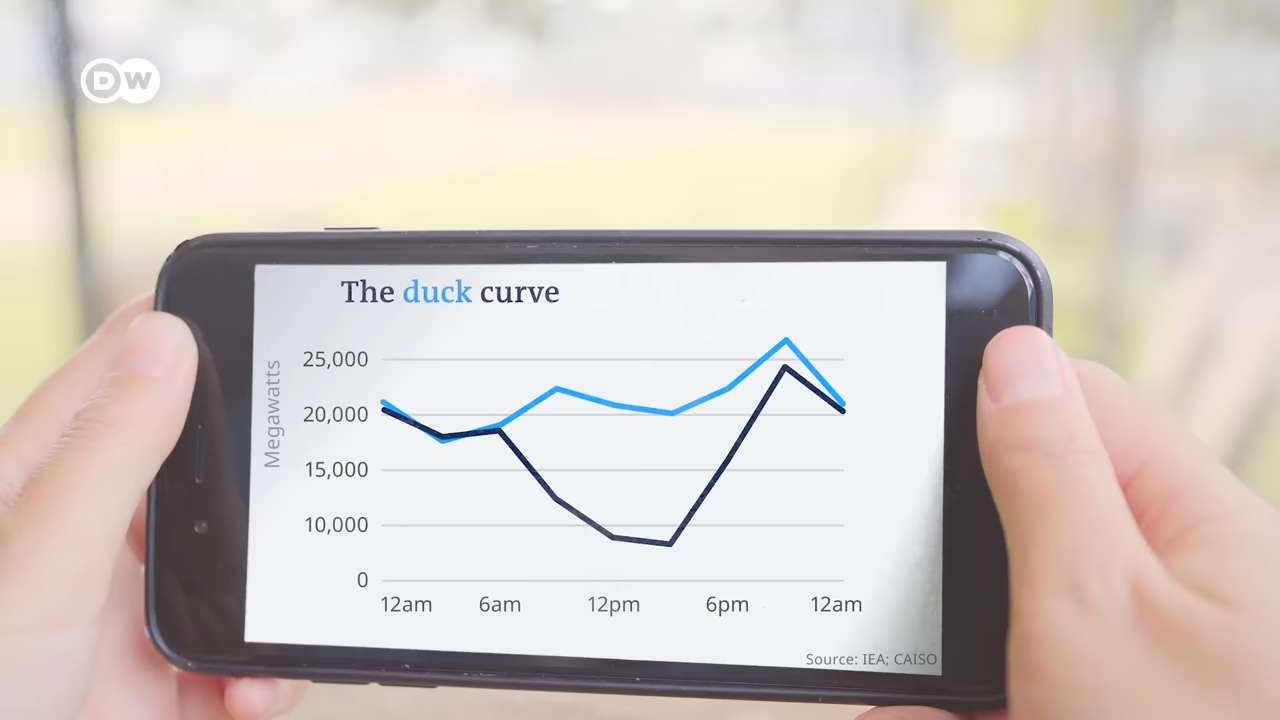 DW
The duck curve
Megawatts
25,000
20,000
15,000
10,000
0
12am 6am 12pm 6pm 12am
Source: IEA; CAISO